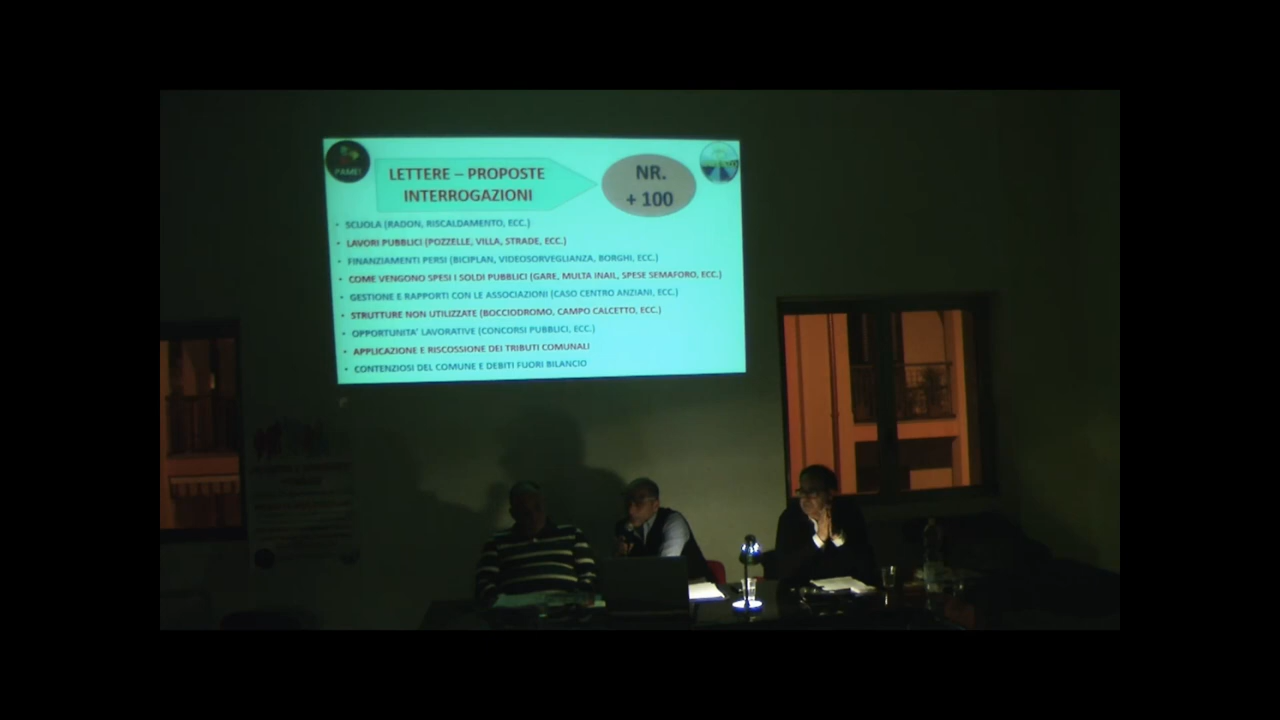 PAME!
LETTERE – PROPOSTE
INTERROGAZIONI
NR.
+ 100
• SCUOLA (RADON, RISCALDAMENTO, ECC.)
• LAVORI PUBBLICI (POZZELLE, VILLA, STRADE, ECC.)
• FINANZIAMENTI PERSI (BICIPLAN, VIDEOSORVEGLIANZA, BORGHI, ECC.)
• COME VENGONO SPESI I SOLDI PUBBLICI (GARE, MULTA INAIL, SPESE SEMAFORO, ECC.)
• GESTIONE E RAPPORTI CON LE ASSOCIAZIONI (CASO CENTRO ANZIANI, ECC.)
• STRUTTURE NON UTILIZZATE (BOCCIODROMO, CAMPO CALCETTO, ECC.)
• OPPORTUNITA' LAVORATIVE (CONCORSI PUBBLICI, ECC.)
• APPLICAZIONE E RISCOSSIONE DEI TRIBUTI COMUNALI
• CONTENZIOSI DEL COMUNE E DEBITI FUORI BILANCIO